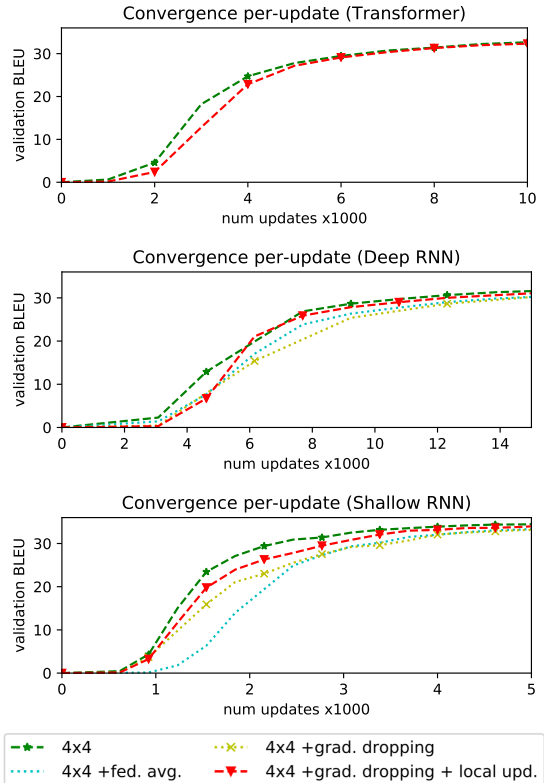 Convergence per-update (Transformer)
validation BLEU
30
20
10
0
0 2 4 6 8 10
num updates x1000
Convergence per-update (Deep RNN)
validation BLEU
30
20
10
0
0 2 4 6 8 10 12 14
num updates x1000
Convergence per-update (Shallow RNN)
validation BLEU
30
20
10
0
0 1 2 3 4 5
num updates x1000
4x4
4x4 +grad. dropping
4x4 +fed. avg.
4x4 +grad. dropping + local upd.